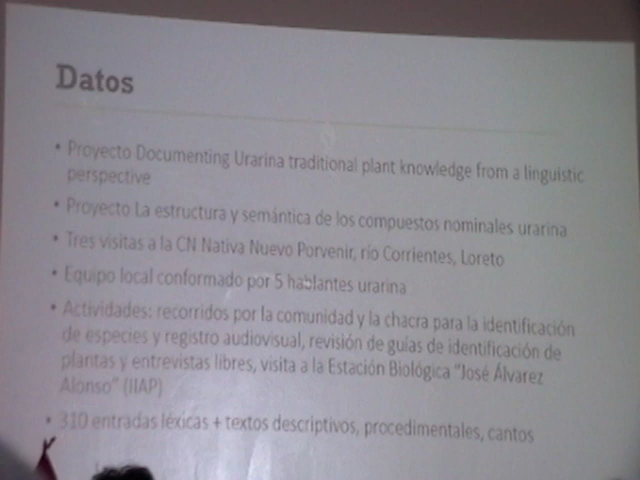 Datos
• Proyecto Documenting Urarina traditional plant knowledge from a linguistic
perspective
• Proyecto La estructura y semántica de los compuestos nominales urarina
• Tres visitas a la CN Nativa Nuevo Porvenir, río Corrientes, Loreto
• Equipo local conformado por 5 hablantes urarina
• Actividades: recorridos por la comunidad y la chacra para la identificación
de especies y registro audiovisual, revisión de guías de identificación de
plantas y entrevistas libres, visita a la Estación Biológica "José Álvarez
Alonso" (IIAP)
• 310 entradas léxicas + textos descriptivos, procedimentales, cantos